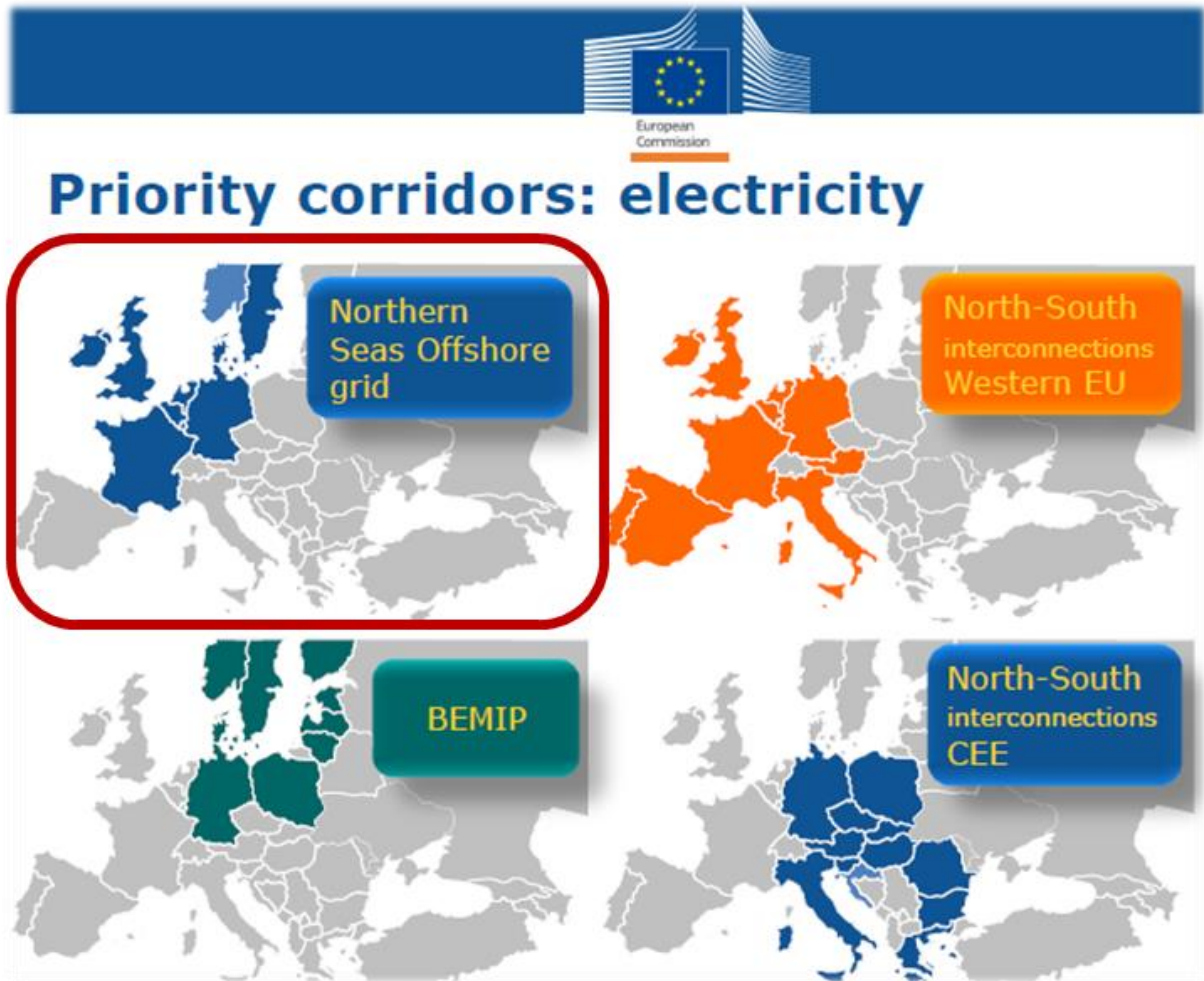 European
Commission
Priority corridors: electricity
Northern
Seas Offshore
grid
North-South
interconnections
Western EU
BEMIP
North-South
interconnections
CEE